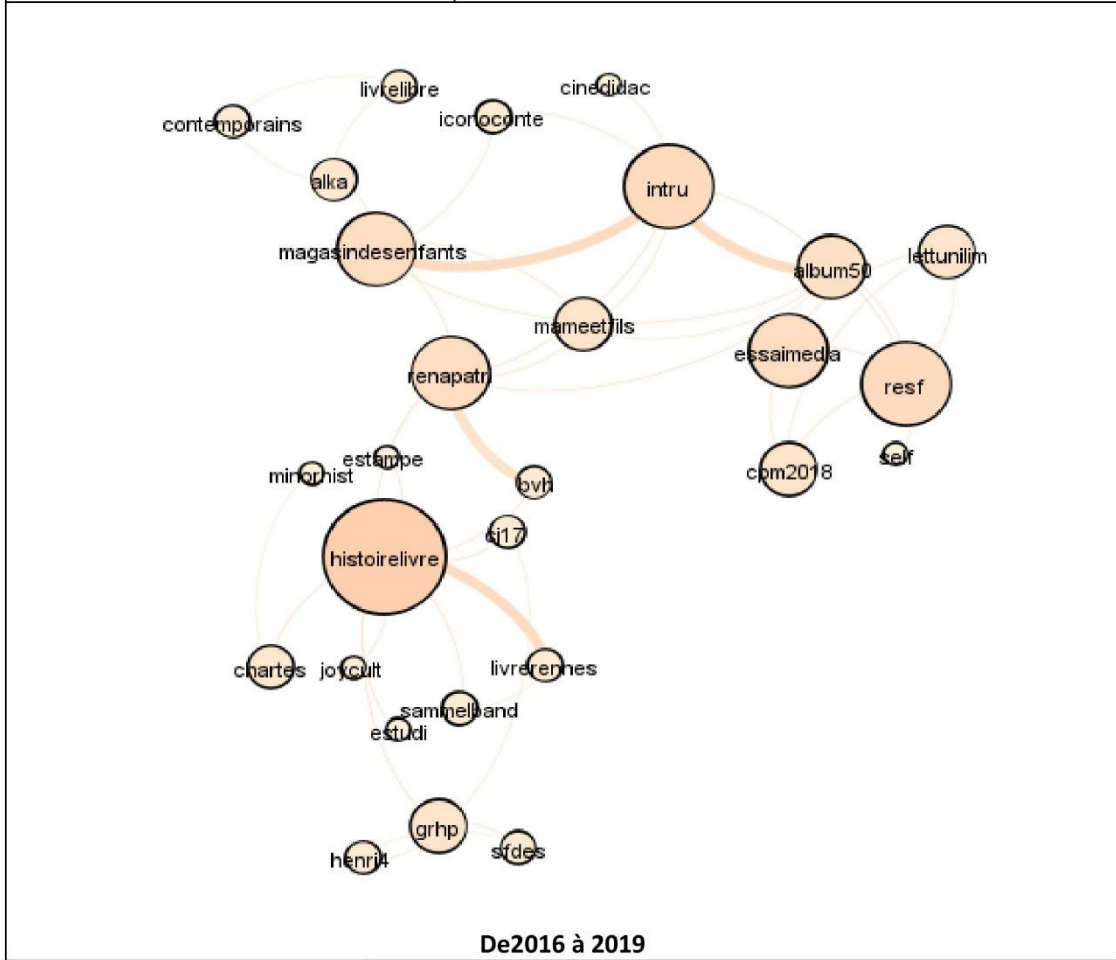 livrelibre
cinedidac
contemporains
iconoconte
alka
intru
magasindesenfants
album50
lettunilim
mameetfils
essaimedia
renapatri
resf
estampe
self
minorhist
cpm2018
bvh
cj17
histoirelivre
chartes
joycult
livrerennes
sammelband
estudi
grhp
henri4
sfdes
De2016 à 2019